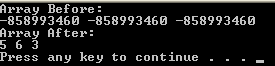 Array Before:
-858993460 -858993460 -858993460
Array After:
5 6 3
Press any key to continue . . . _